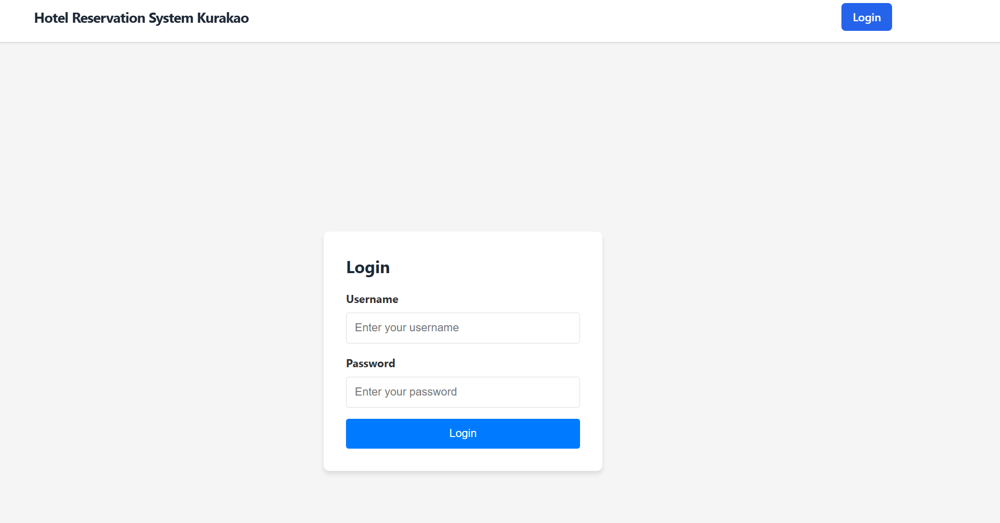 Hotel Reservation System Kurakao
Login
Login
Username
Enter your username
Password
Enter your password
Login